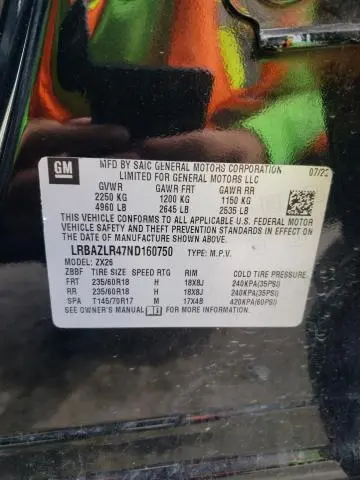 GM
MFD BY SAIC GENERAL MOTORS CORPORATION
LIMITED FOR GENERAL MOTORS LLC
07/22
GVWR GAWR FRT GAWR RR
2250 KG 1200 KG 1150 KG
4960 LB 2645 LB 2535 LB
THIS VEHICLE CONFORMS TO ALL APPLICABLE U.S. FEDERAL MOTOR
VEHICLE SAFETY AND THEFT PREVENTION STANDARDS IN EFFECT ON
THE DATE OF MANUFACTURE SHOWN ABOVE.
LRBAZLR47ND160750 TYPE: M.P.V.
MODEL: ZX26
ZBBF TIRE SIZE SPEED RTG RIM COLD TIRE PRESSURE
FRT 235/60R18 H 18X8J 240KPA(35PSI)
RR 235/60R18 H 18X8J 240KPA(35PSI)
SPA T145/70R17 M 17X4B 420KPA(60PSI)
SEE OWNER'S MANUAL i FOR MORE INFORMATION.